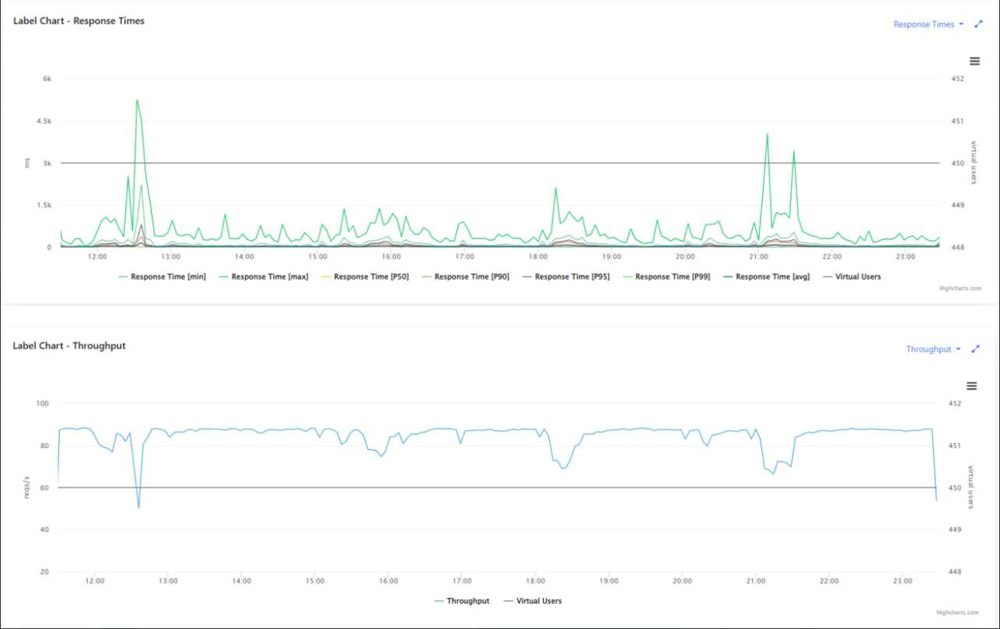 Label Chart - Response Times
Response Times
6k 452
4.5k 451
ms 3k 450 virtual users
1.5k 449
0 448
12:00 13:00 14:00 15:00 16:00 17:00 18:00 19:00 20:00 21:00 22:00 23:00
Response Time [min] Response Time [max] Response Time [P50] Response Time [P90] Response Time [P95] Response Time [P99] Response Time [avg] Virtual Users
Highcharts.com
Label Chart - Throughput
Throughput
100 452
80 451
reqs/s 60 450 virtual users
40 449
20 448
12:00 13:00 14:00 15:00 16:00 17:00 18:00 19:00 20:00 21:00 22:00 23:00
Throughput Virtual Users
Highcharts.com